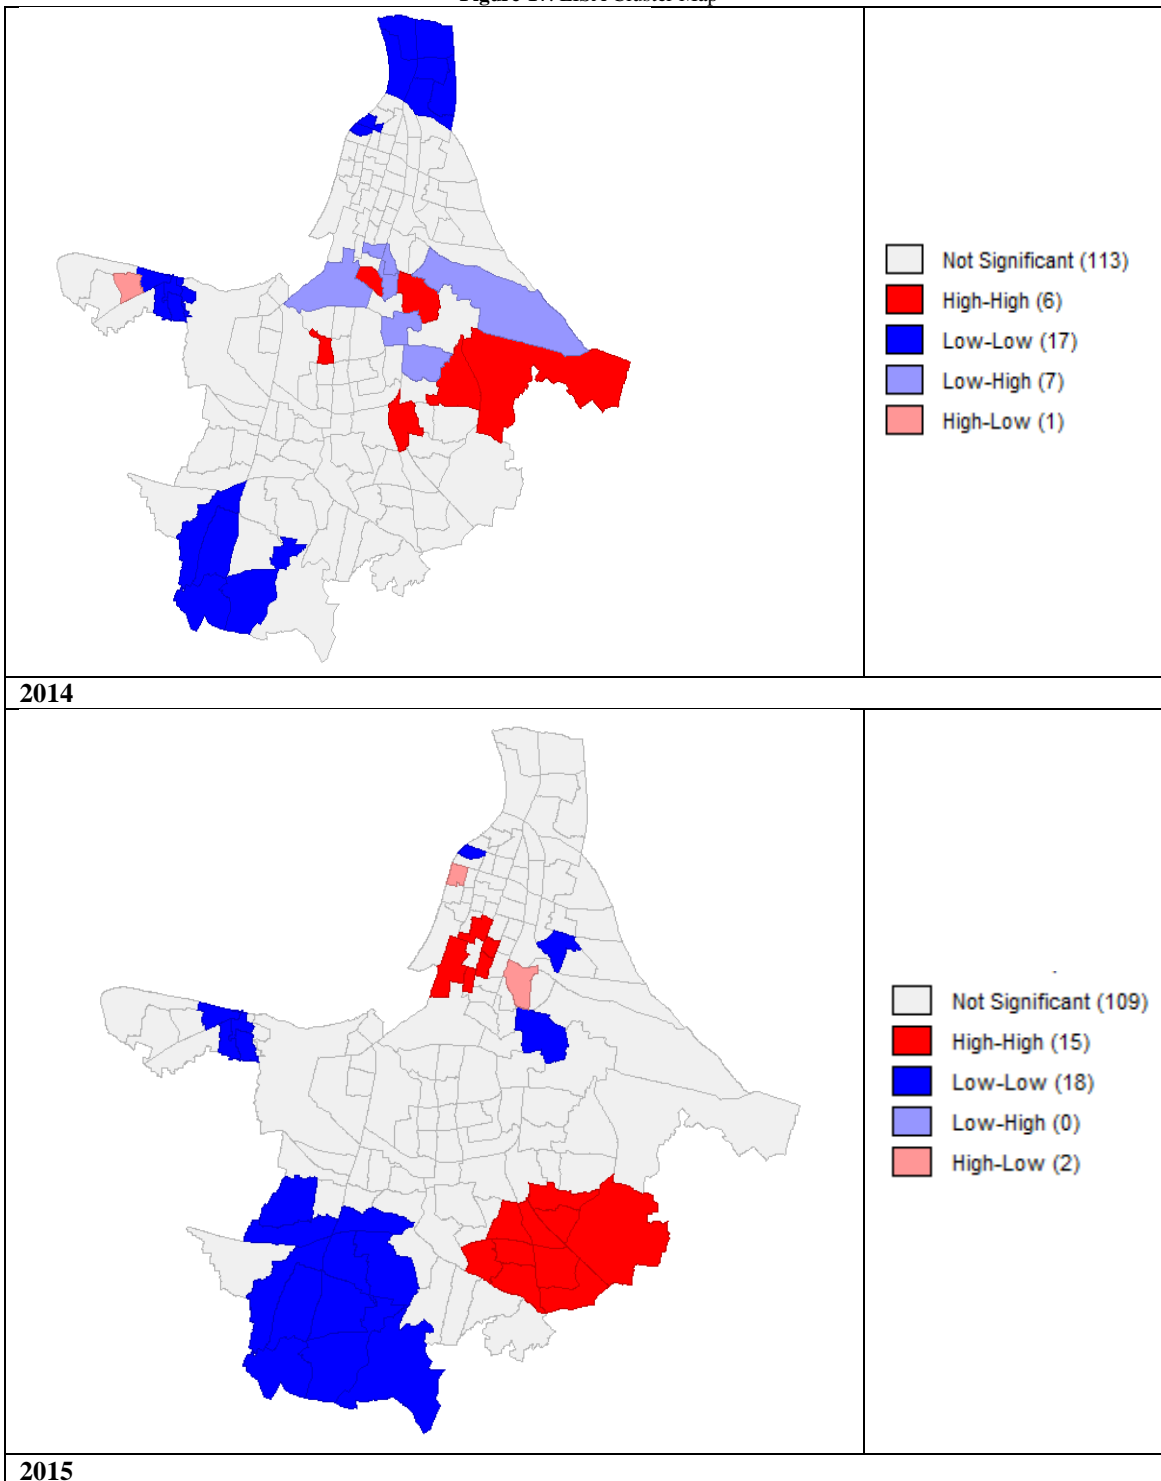 Not Significant (113)
High-High (6)
Low-Low (17)
Low-High (7)
High-Low (1)
2014
Not Significant (109)
High-High (15)
Low-Low (18)
Low-High (0)
High-Low (2)
2015